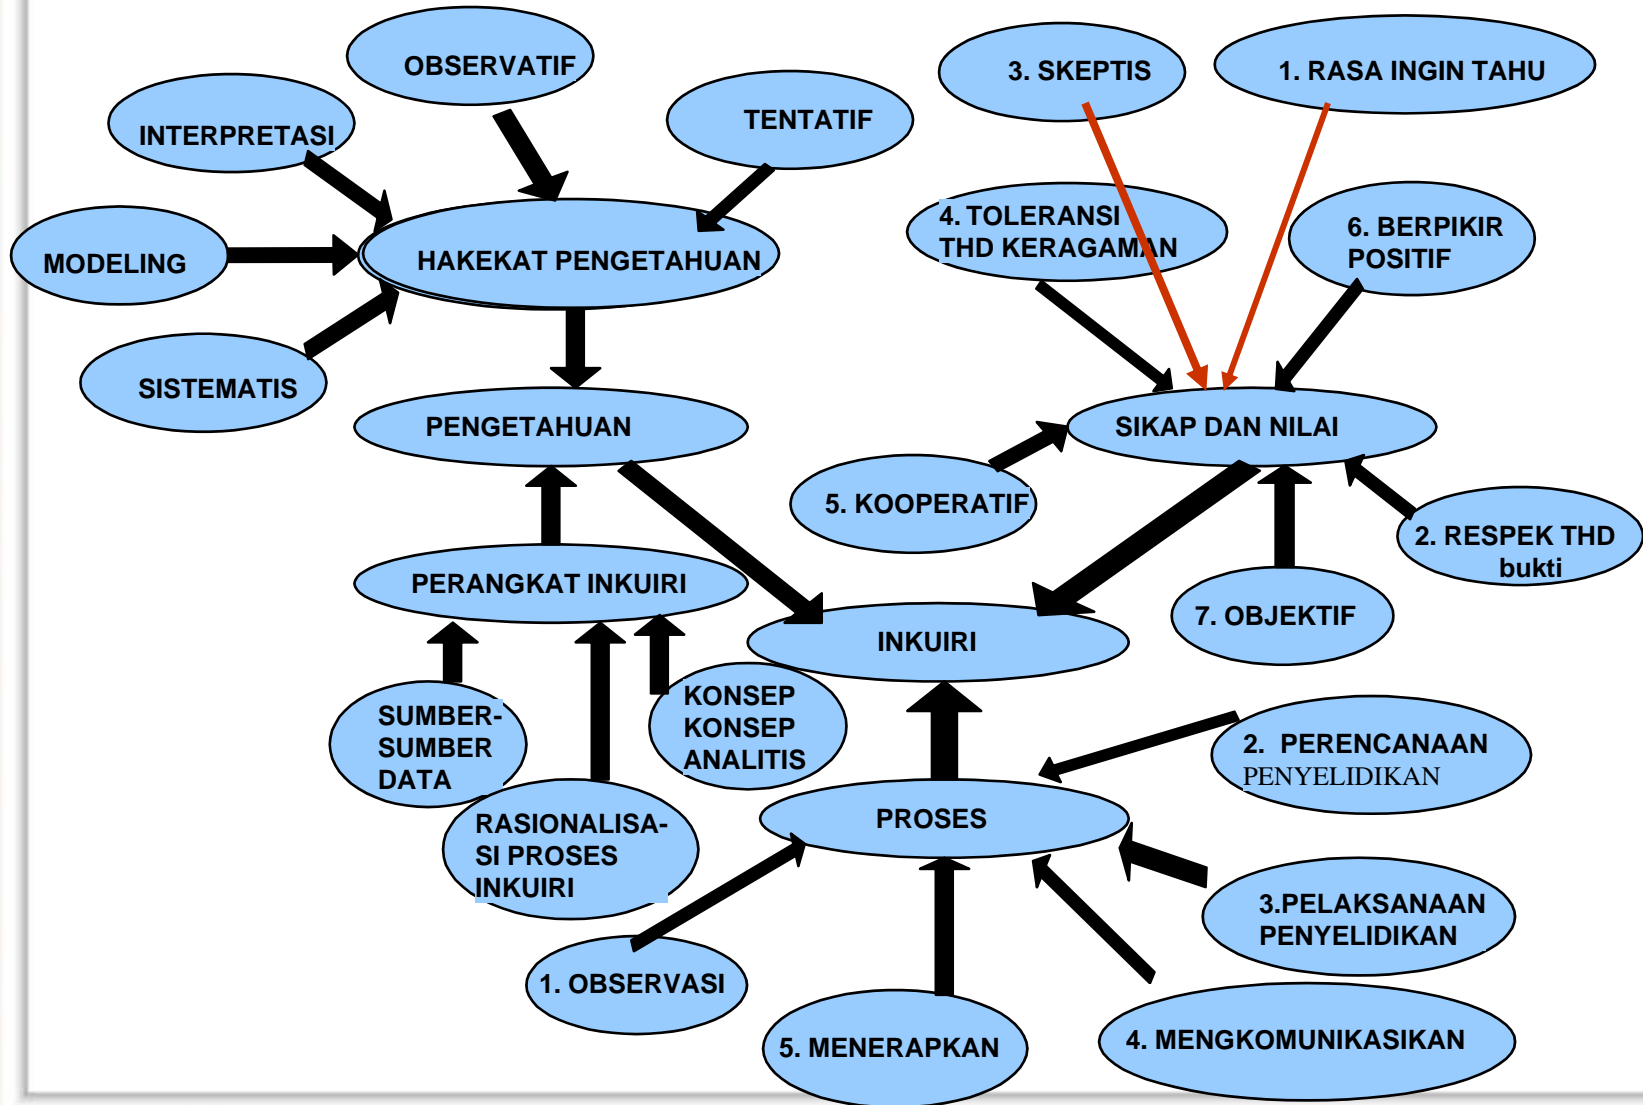 OBSERVATIF
3. SKEPTIS
1. RASA INGIN TAHU
INTERPRETASI
TENTATIF
4. TOLERANSI
THD KERAGAMAN
6. BERPIKIR
POSITIF
MODELING
HAKEKAT PENGETAHUAN
SISTEMATIS
PENGETAHUAN
SIKAP DAN NILAI
5. KOOPERATIF
2. RESPEK THD
bukti
PERANGKAT INKUIRI
7. OBJEKTIF
INKUIRI
SUMBER-
SUMBER
DATA
KONSEP
KONSEP
ANALITIS
2. PERENCANAAN
PENYELIDIKAN
RASIONALISA-
SI PROSES
INKUIRI
PROSES
3.PELAKSANAAN
PENYELIDIKAN
1. OBSERVASI
5. MENERAPKAN
4. MENGKOMUNIKASIKAN